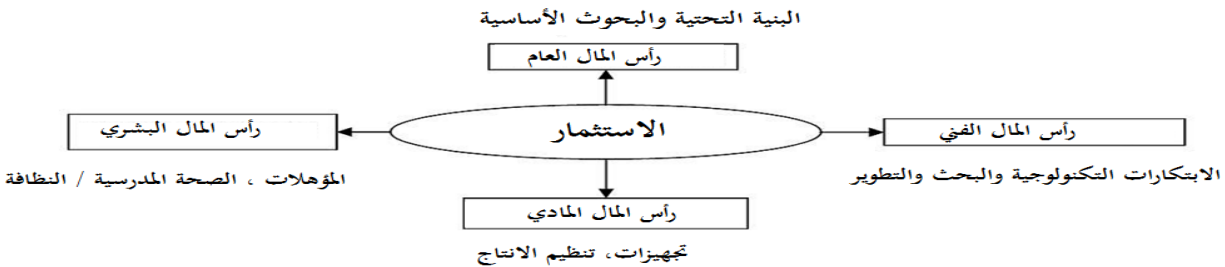 البنية التحتية والبحوث الأساسية
رأس المال العام
الاستثمار
رأس المال الفني
الابتكارات التكنولوجية والبحث والتطوير
رأس المال البشري
المؤهلات ، الصحة المدرسية / النظافة
رأس المال المادي
تجهيزات، تنظيم الانتاج